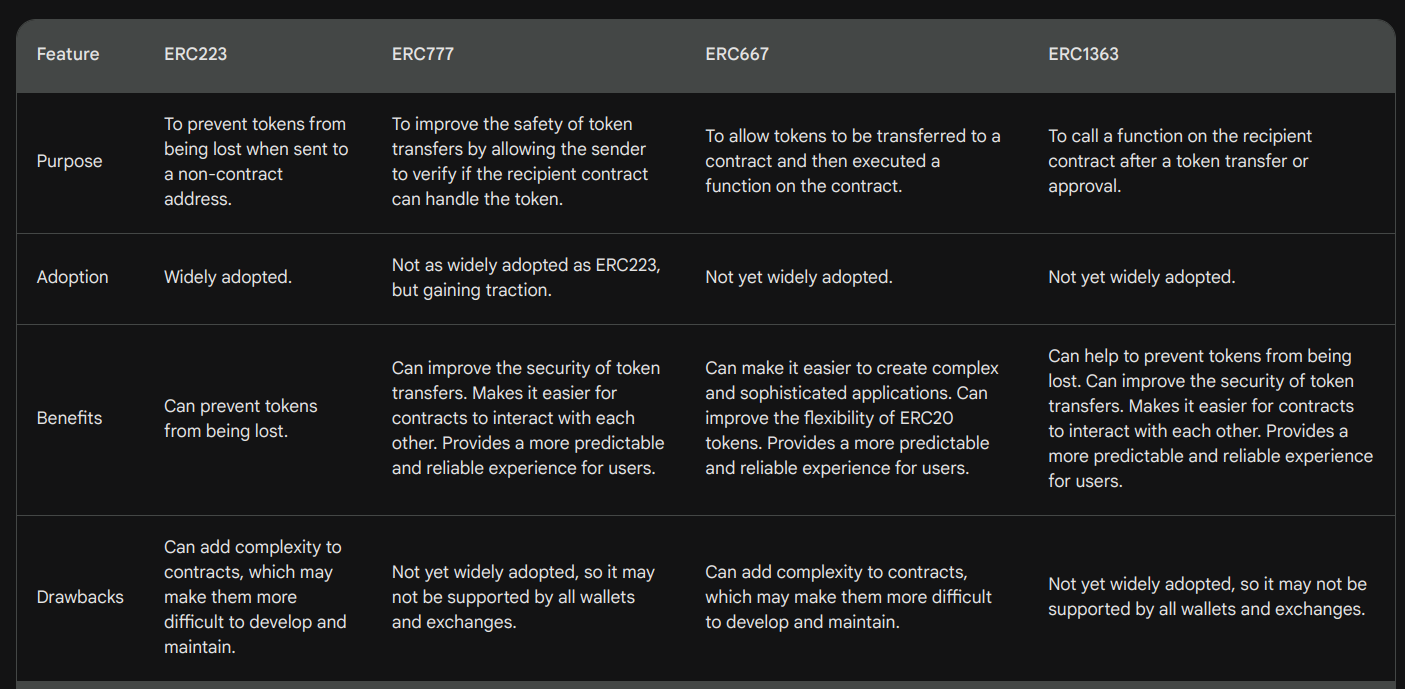 Feature ERC223 ERC777 ERC667 ERC1363
Purpose
To prevent tokens from
being lost when sent to
a non-contract
address.
To improve the safety of token
transfers by allowing the sender
to verify if the recipient contract
can handle the token.
To allow tokens to be transferred to a
contract and then executed a
function on the contract.
To call a function on the recipient
contract after a token transfer or
approval.
Adoption
Widely adopted.
Not as widely adopted as ERC223,
but gaining traction.
Not yet widely adopted.
Not yet widely adopted.
Benefits
Can prevent tokens
from being lost.
Can improve the security of token
transfers. Makes it easier for
contracts to interact with each
other. Provides a more predictable
and reliable experience for users.
Can make it easier to create complex
and sophisticated applications. Can
improve the flexibility of ERC20
tokens. Provides a more predictable
and reliable experience for users.
Can help to prevent tokens from being
lost. Can improve the security of token
transfers. Makes it easier for contracts
to interact with each other. Provides a
more predictable and reliable experience
for users.
Drawbacks
Can add complexity to
contracts, which may
make them more
difficult to develop and
maintain.
Not yet widely adopted, so it may
not be supported by all wallets
and exchanges.
Can add complexity to contracts,
which may make them more difficult
to develop and maintain.
Not yet widely adopted, so it may not be
supported by all wallets and exchanges.